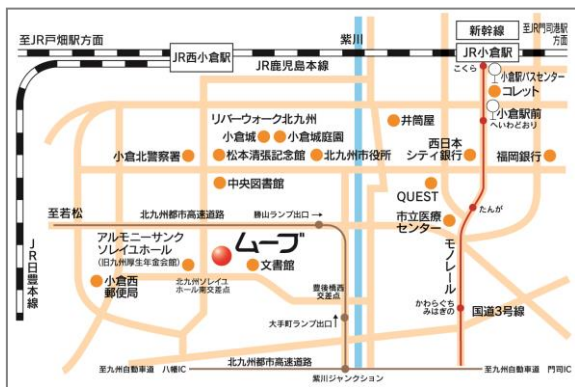 新幹線
至JR戸畑駅方面
JR西小倉駅
紫川
JR小倉駅
至JR門司港駅
方面
JR鹿児島本線
こくら
小倉駅バスセンター
コレット
小倉駅前
へいわどおり
リバーウォーク北九州
小倉城
小倉城庭園
井筒屋
小倉北警察署
松本清張記念館
北九州市役所
西日本
シティ銀行
福岡銀行
中央図書館
QUEST
至若松
北九州都市高速道路
勝山ランプ出口→
市立医療
センター
たんが
モノレール
アルモニーサンク
ソレイユホール
(旧九州厚生年金会館)
ムーブ
文書館
小倉西
郵便局
北九州ソレイユ
ホール南交差点
豊後橋西
交差点
大手町ランプ出口↑
かわらぐち
みはぎの
国道3号線
JR日豊本線
至九州自動車道 八幡IC
北九州都市高速道路
紫川ジャンクション
至九州自動車道 門司IC